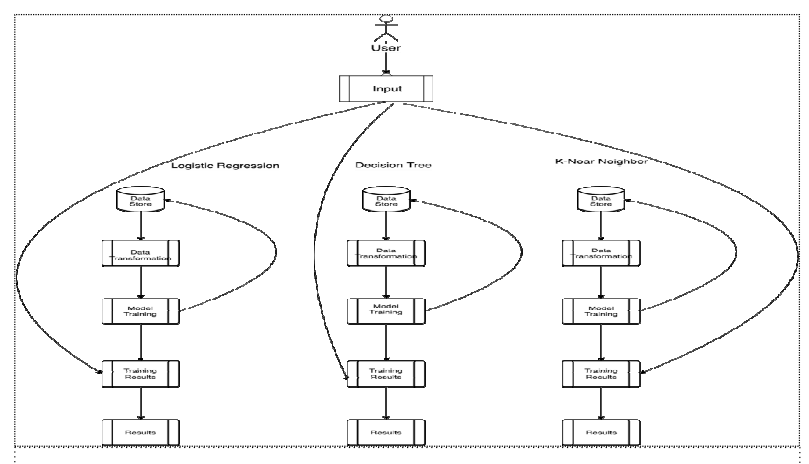 User
Input
Logistic Regression
Decision Tree
K-Near Neighbor
Data
Store
Data
Store
Data
Store
Data
Transformation
Data
Transformation
Data
Transformation
Model
Training
Model
Training
Model
Training
Training
Results
Training
Results
Training
Results
Results
Results
Results